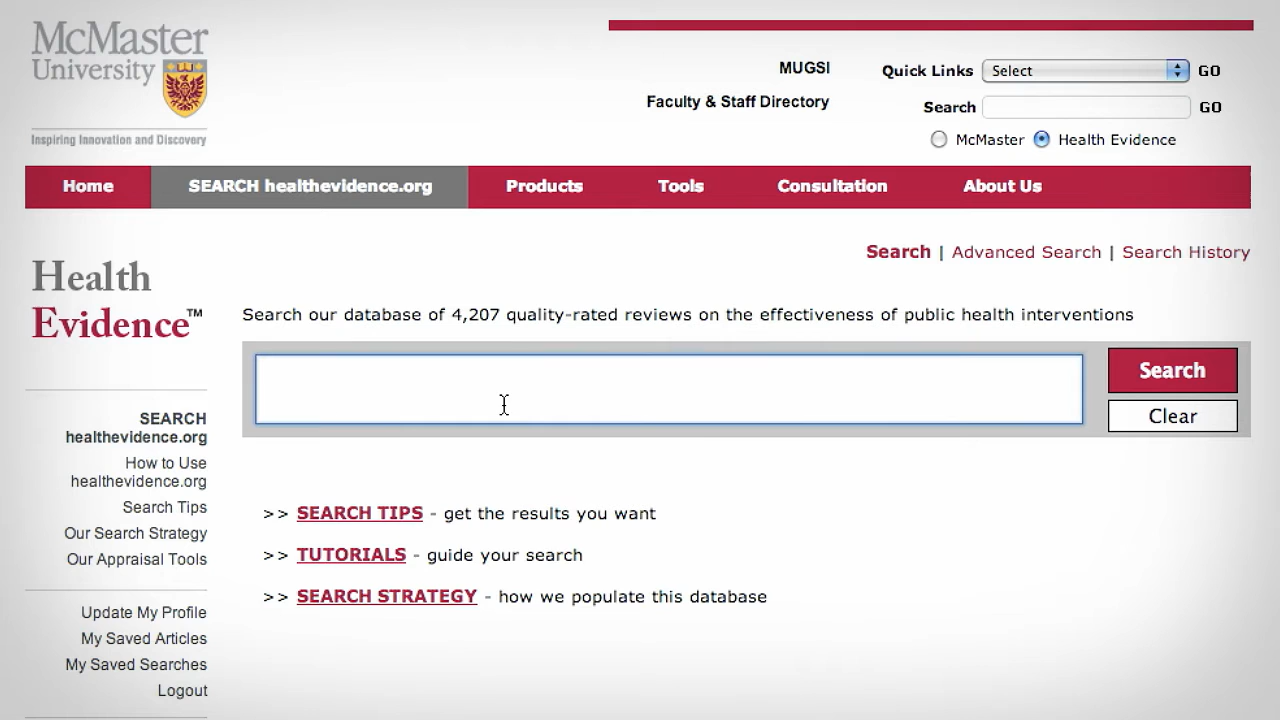 McMaster
University
Inspiring Innovation and Discovery
MUGSI
Faculty & Staff Directory
Quick Links Select GO
Search GO
McMaster Health Evidence
Home SEARCH healthevidence.org Products Tools Consultation About Us
Search | Advanced Search | Search History
Health
Evidence™
Search our database of 4,207 quality-rated reviews on the effectiveness of public health interventions
Search
Clear
SEARCH
healthevidence.org
How to Use
healthevidence.org
Search Tips
Our Search Strategy
Our Appraisal Tools
Update My Profile
My Saved Articles
My Saved Searches
Logout
>> SEARCH TIPS - get the results you want
>> TUTORIALS - guide your search
>> SEARCH STRATEGY - how we populate this database